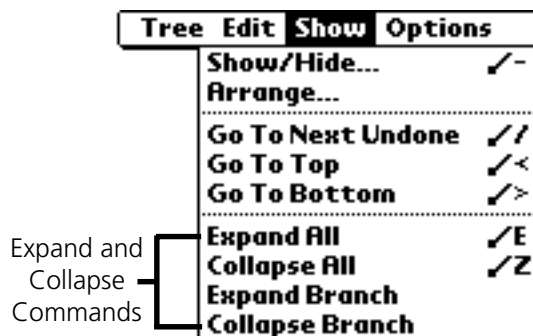 Tree Edit Show Options
Show/Hide... ⁄-
Arrange...
Go To Next Undone ⁄/
Go To Top ⁄<
Go To Bottom ⁄>
Expand All ⁄E
Collapse All ⁄Z
Expand Branch
Collapse Branch
Expand and
Collapse
Commands